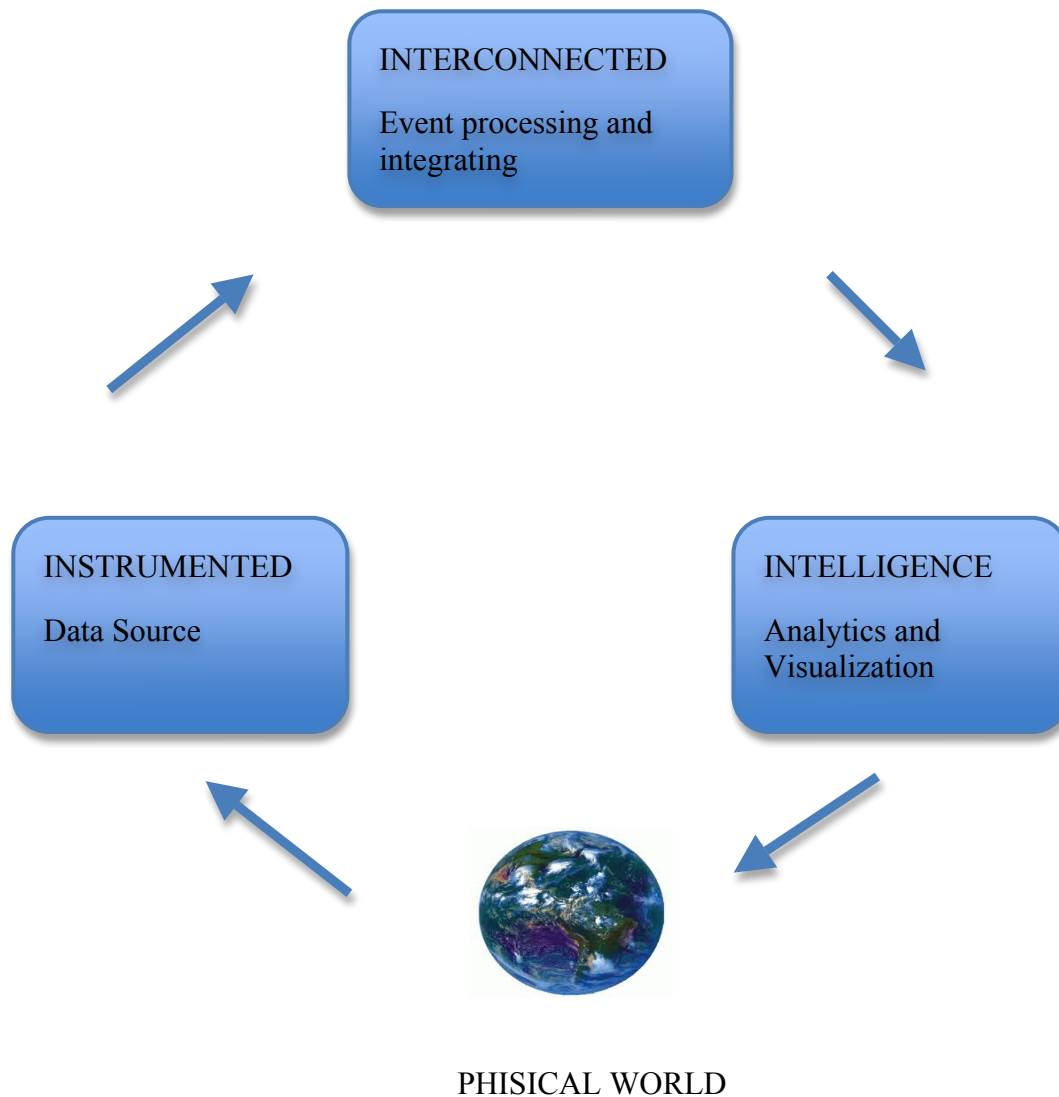 INTERCONNECTED
Event processing and
integrating
INSTRUMENTED
Data Source
INTELLIGENCE
Analytics and
Visualization
PHISICAL WORLD